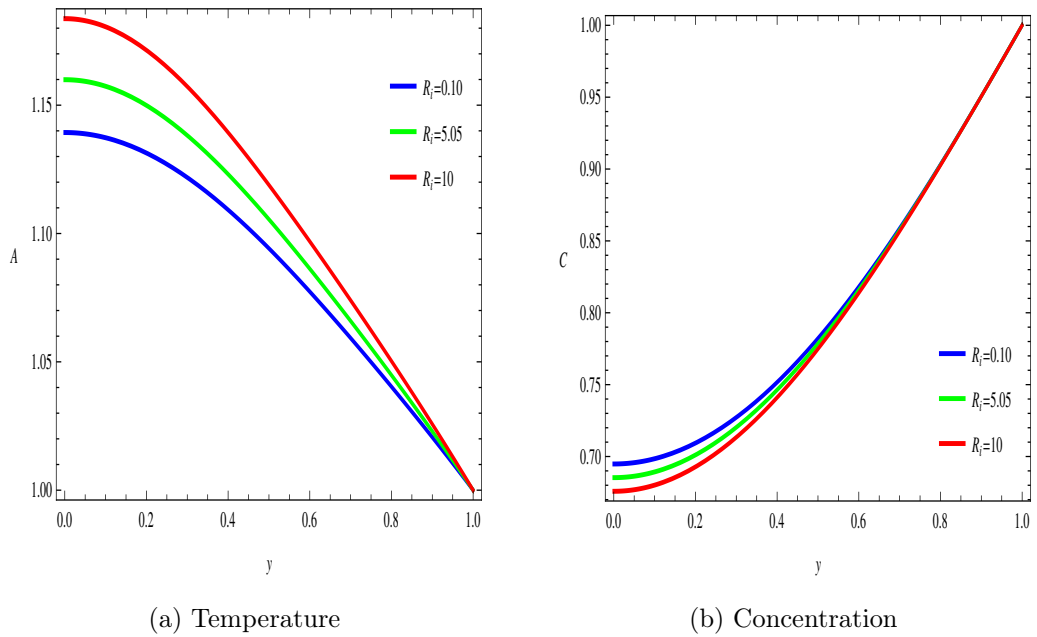 1.15
1.10
1.05
1.00
A
0.0 0.2 0.4 0.6 0.8 1.0
y
R_i=0.10
R_i=5.05
R_i=10
(a) Temperature
1.00
0.95
0.90
0.85
0.80
0.75
0.70
C
0.0 0.2 0.4 0.6 0.8 1.0
y
R_i=0.10
R_i=5.05
R_i=10
(b) Concentration